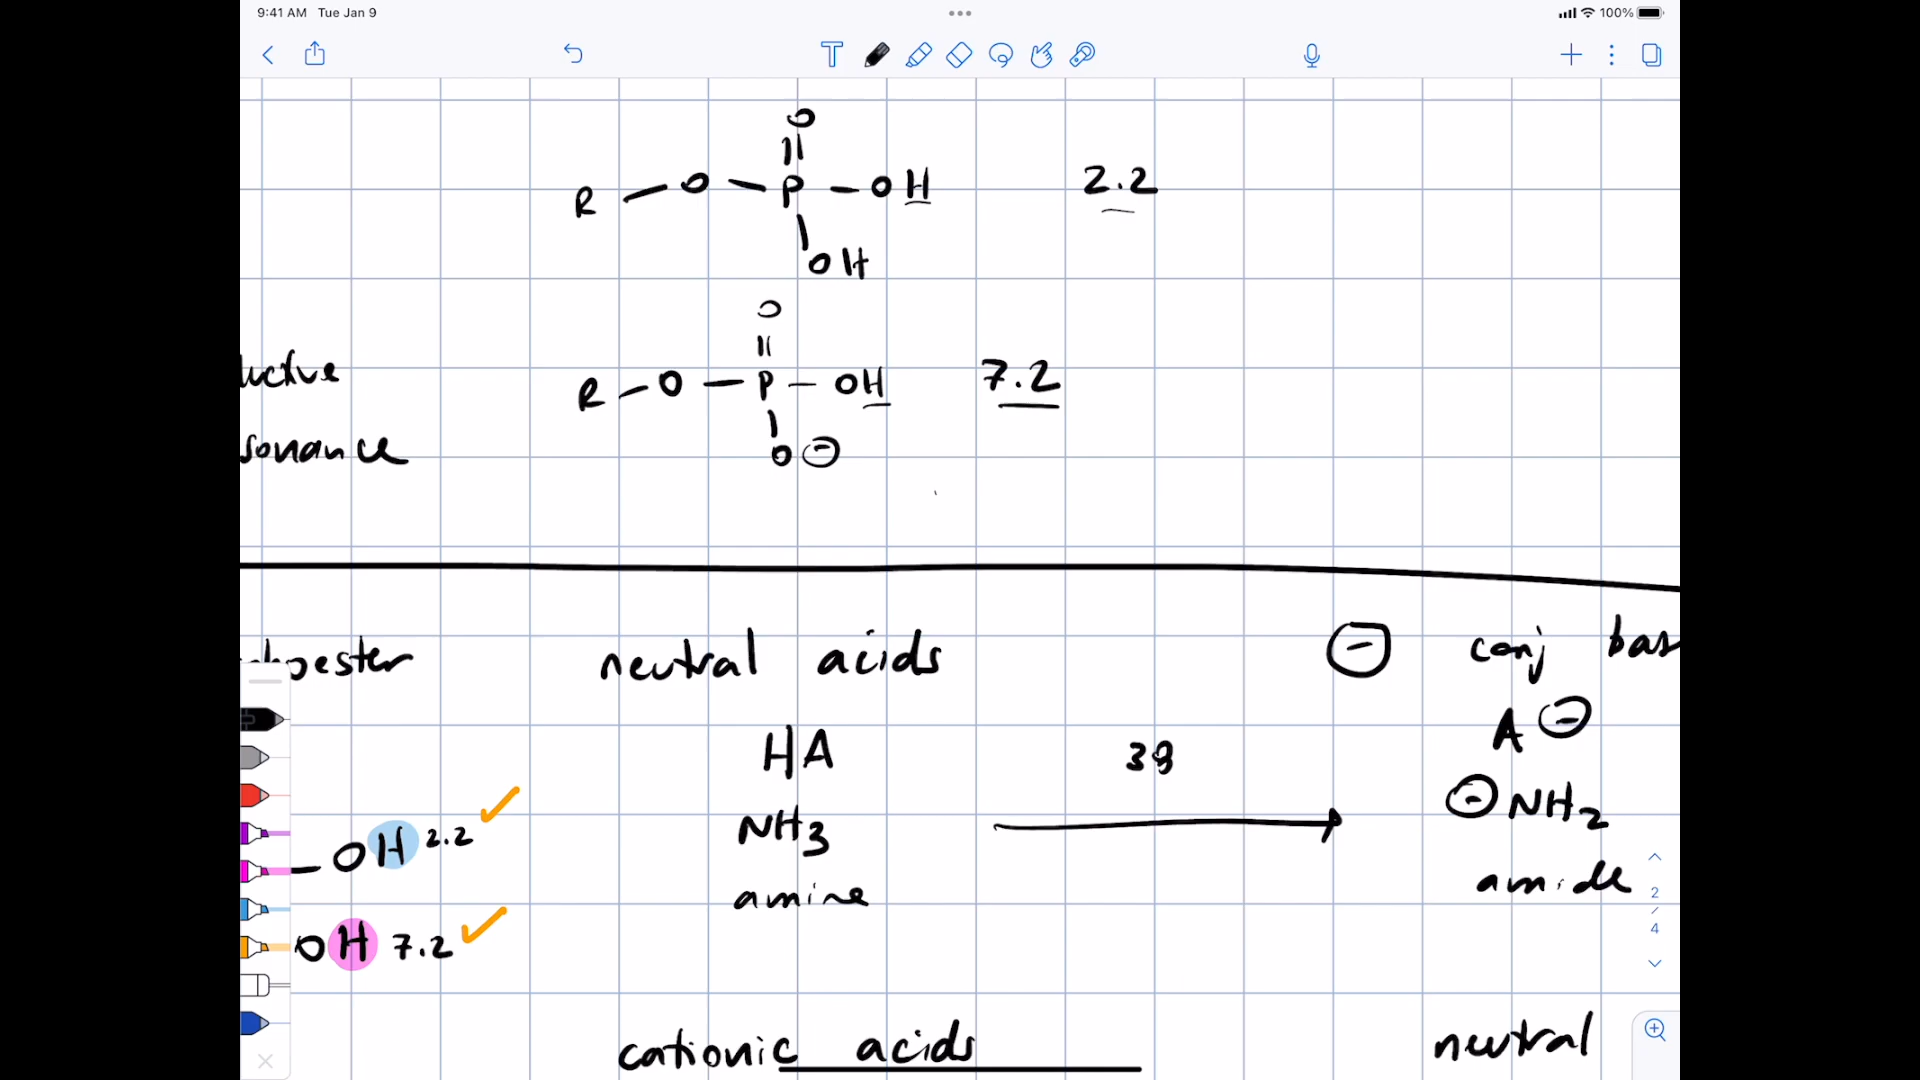 9:41 AM Tue Jan 9
100%
O
R - O - P - OH 2.2
OH
O
R - O - P - OH 7.2
O ⊖
sonance
neutral acids
⊖ conj bas
HA
38
A ⊖
NH3
⊖ NH2
amine
amide
OH 2.2
OH 7.2
2
/
4
cationic acids
neutral